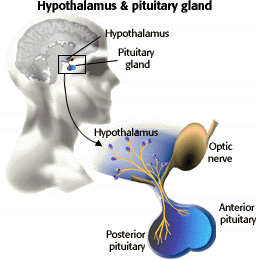 Hypothalamus & pituitary gland
Hypothalamus
Pituitary
gland
Hypothalamus
Optic
nerve
Anterior
pituitary
Posterior
pituitary